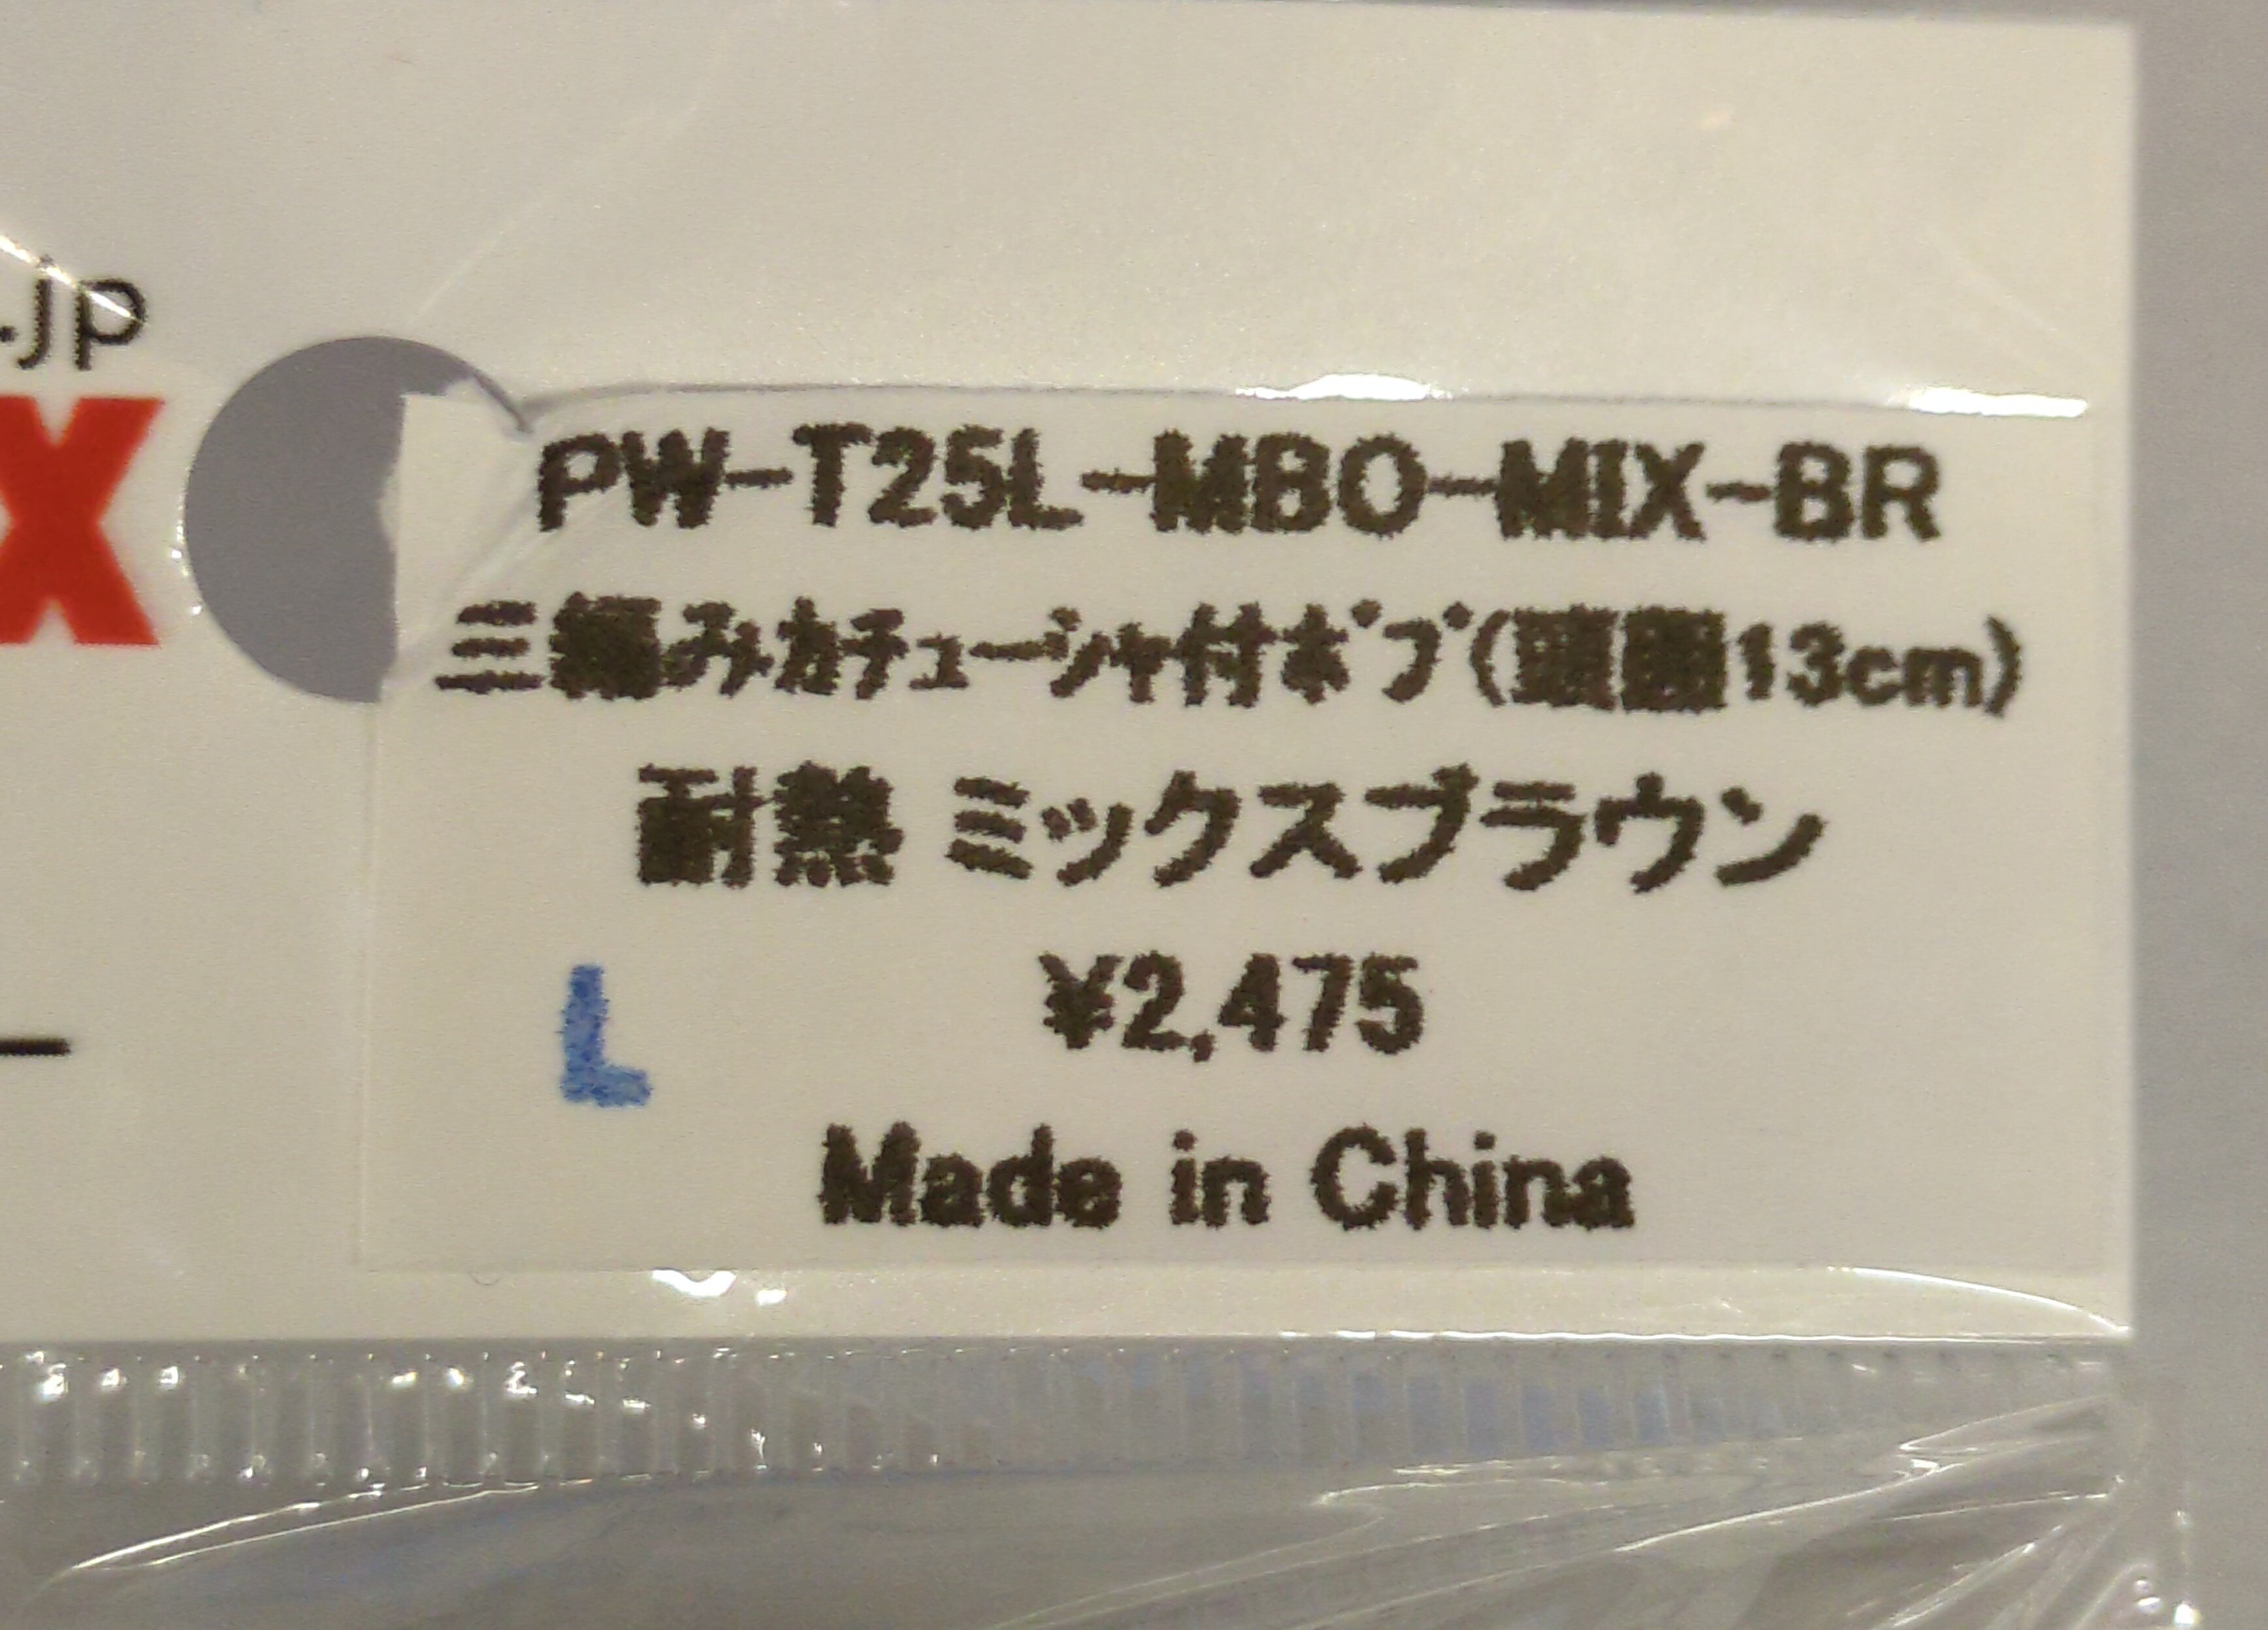 .jp
X
PW-T25L-MBO-MIX-BR
三編みｶﾁｭｰｼｬ付ﾎﾞﾌﾞ(頭囲13cm)
耐熱 ミックスブラウン
¥2,475
L
Made in China